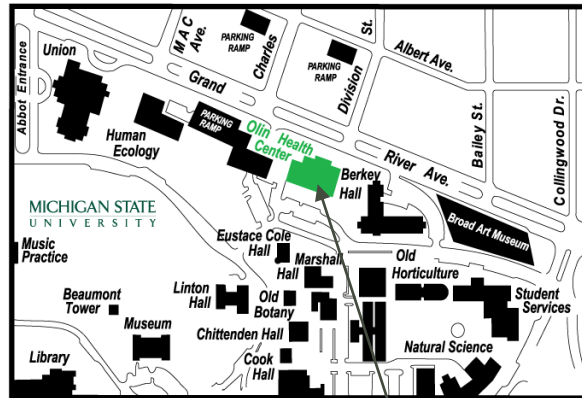 Abbot Entrance
Union
MAC
Ave.
PARKING
RAMP
Charles
PARKING
RAMP
Division
St.
Albert Ave.
Bailey St.
Collingwood Dr.
Grand
River Ave.
Human
Ecology
PARKING
RAMP
Olin Health
Center
Berkey
Hall
Broad Art Museum
MICHIGAN STATE
UNIVERSITY
Music
Practice
Eustace Cole
Hall
Marshall
Hall
Old
Horticulture
Beaumont
Tower
Linton
Hall
Old
Botany
Student
Services
Museum
Chittenden Hall
Natural Science
Library
Cook
Hall